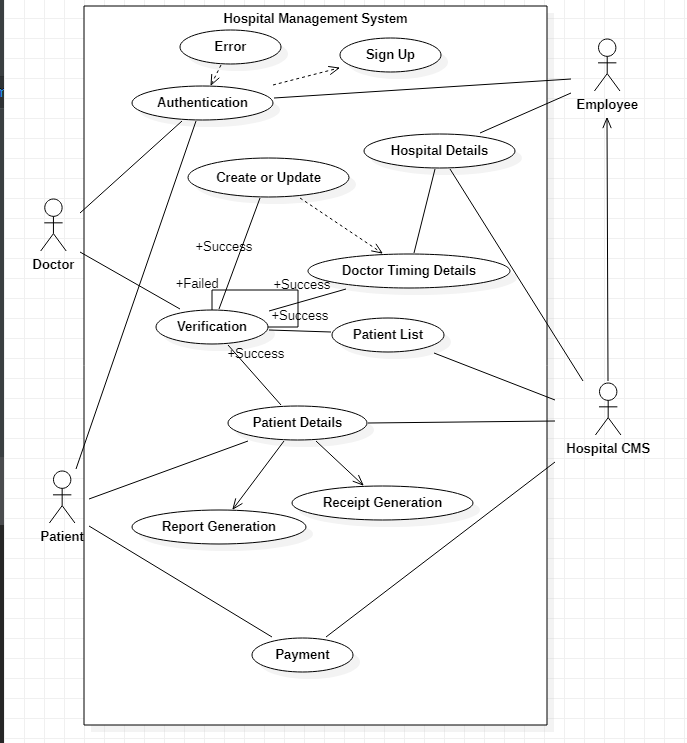 Hospital Management System
Error
Sign Up
Authentication
Employee
Hospital Details
Create or Update
Doctor
+Success
Doctor Timing Details
+Failed
+Success
+Success
Verification
Patient List
+Success
Patient Details
Hospital CMS
Receipt Generation
Report Generation
Patient
Payment